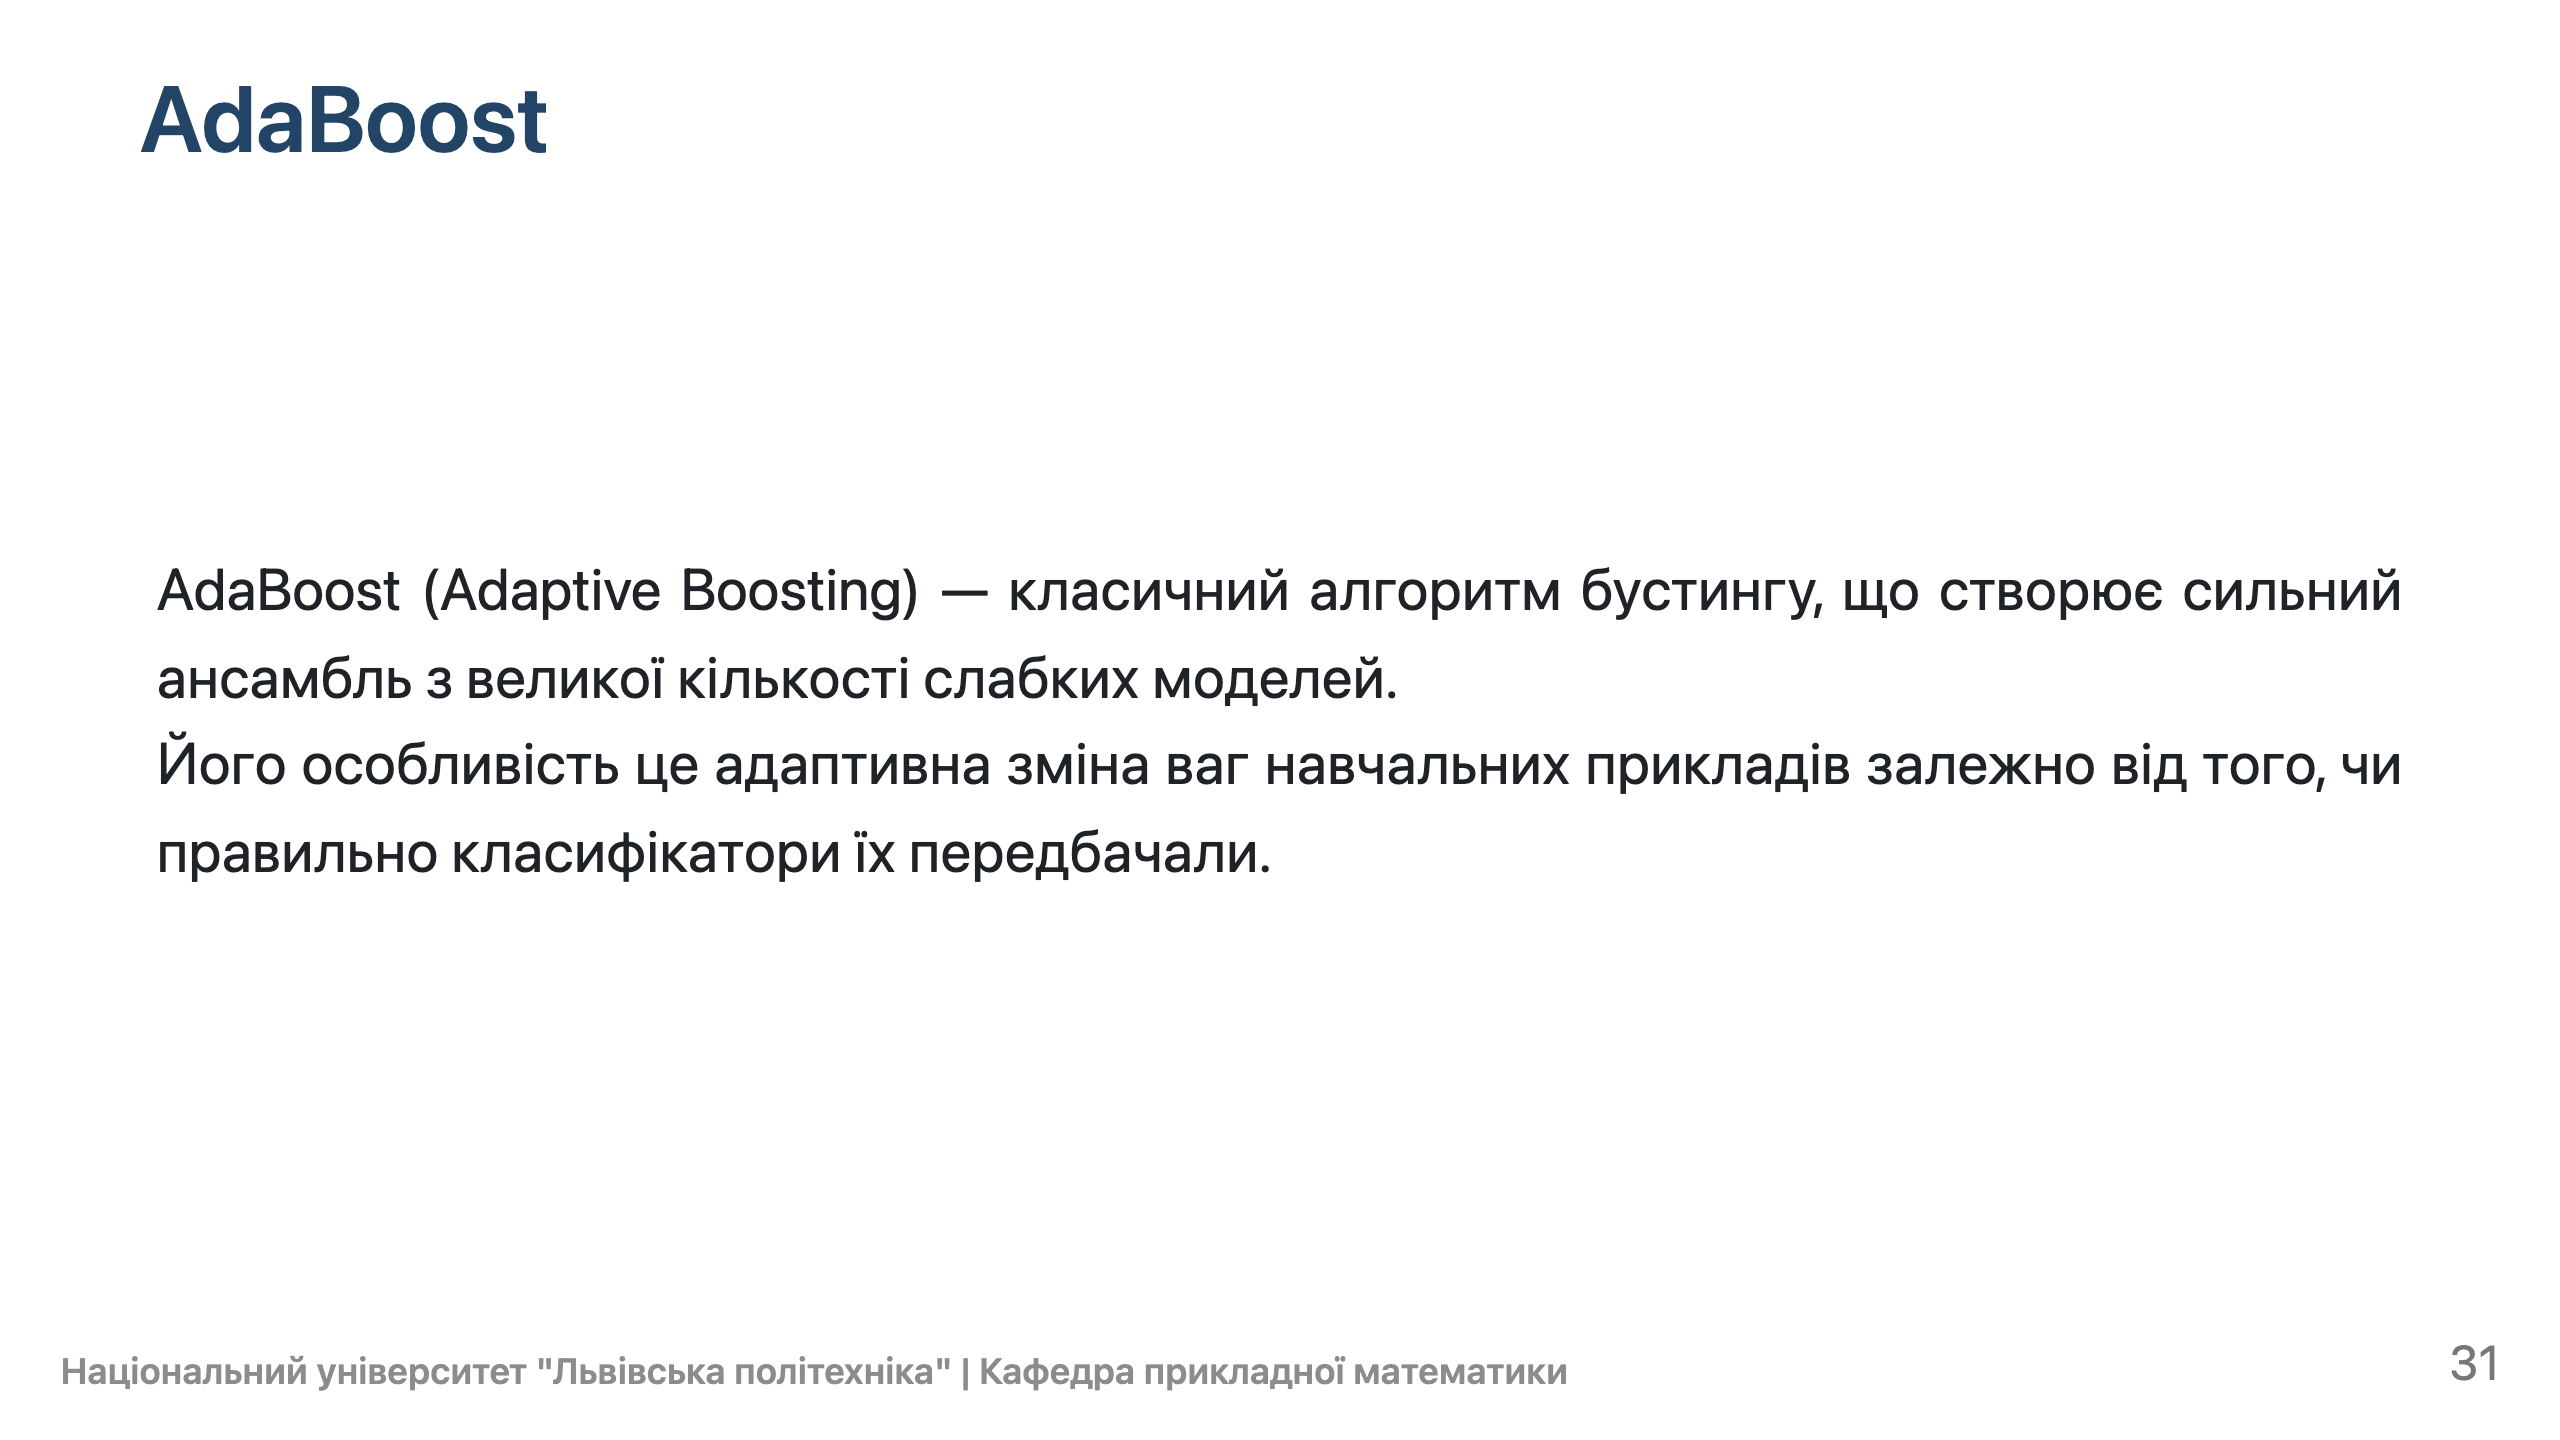 AdaBoost
AdaBoost (Adaptive Boosting) — класичний алгоритм бустингу, що створює сильний
ансамбль з великої кількості слабких моделей.
Його особливість це адаптивна зміна ваг навчальних прикладів залежно від того, чи
правильно класифікатори їх передбачали.
Національний університет "Львівська політехніка" | Кафедра прикладної математики
31